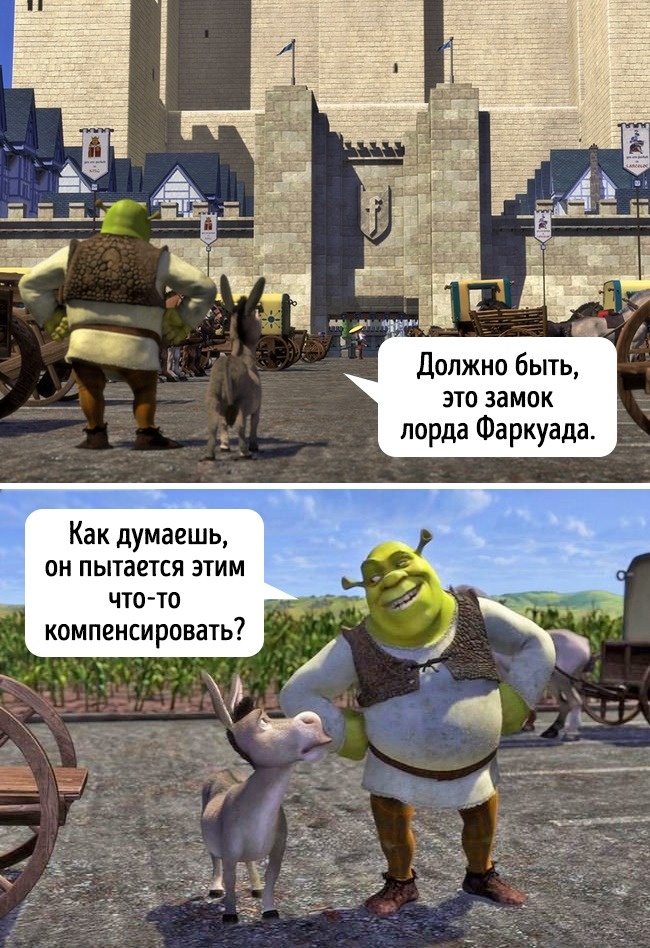 Должно быть,
это замок
лорда Фаркуада.
Как думаешь,
он пытается этим
что-то
компенсировать?